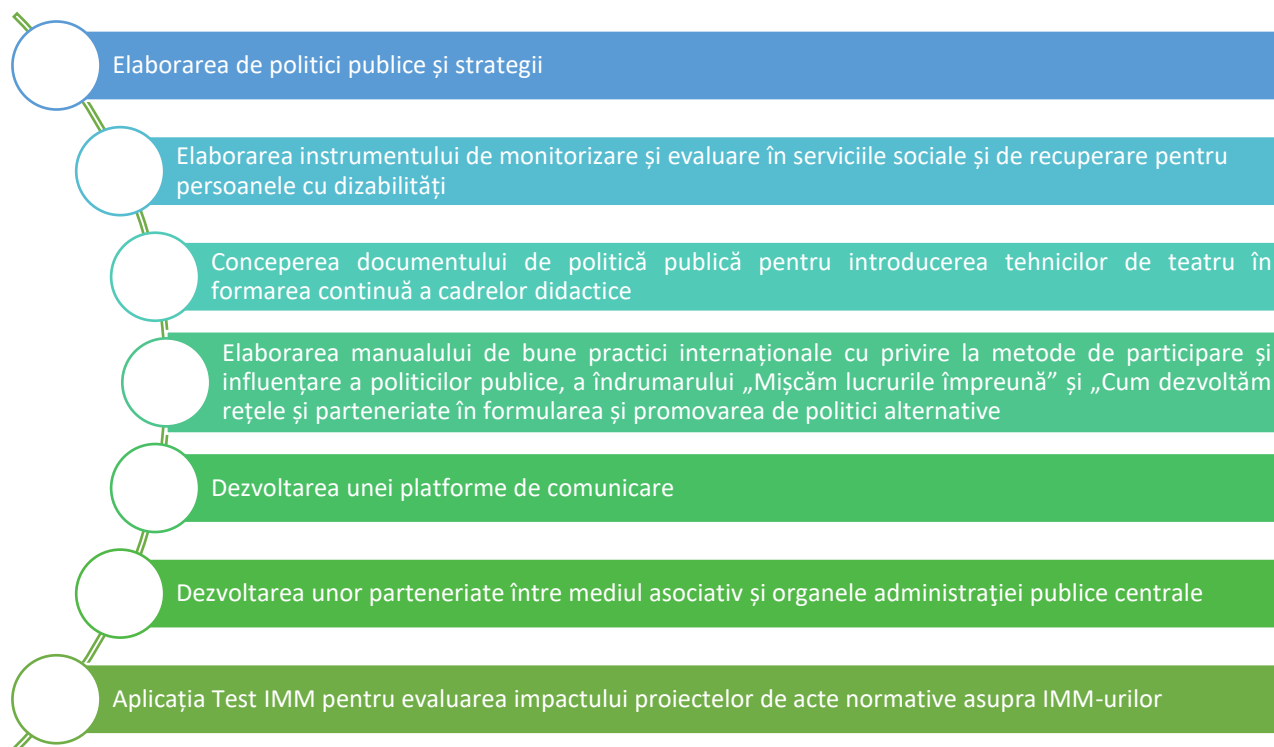 Elaborarea de politici publice și strategii
Elaborarea instrumentului de monitorizare și evaluare în serviciile sociale și de recuperare pentru
persoanele cu dizabilități
Conceperea documentului de politică publică pentru introducerea tehnicilor de teatru în
formarea continuă a cadrelor didactice
Elaborarea manualului de bune practici internaționale cu privire la metode de participare și
influențare a politicilor publice, a îndrumarului „Mișcăm lucrurile împreună” și „Cum dezvoltăm
rețele și parteneriate în formularea și promovarea de politici alternative
Dezvoltarea unei platforme de comunicare
Dezvoltarea unor parteneriate între mediul asociativ și organele administraţiei publice centrale
Aplicația Test IMM pentru evaluarea impactului proiectelor de acte normative asupra IMM-urilor